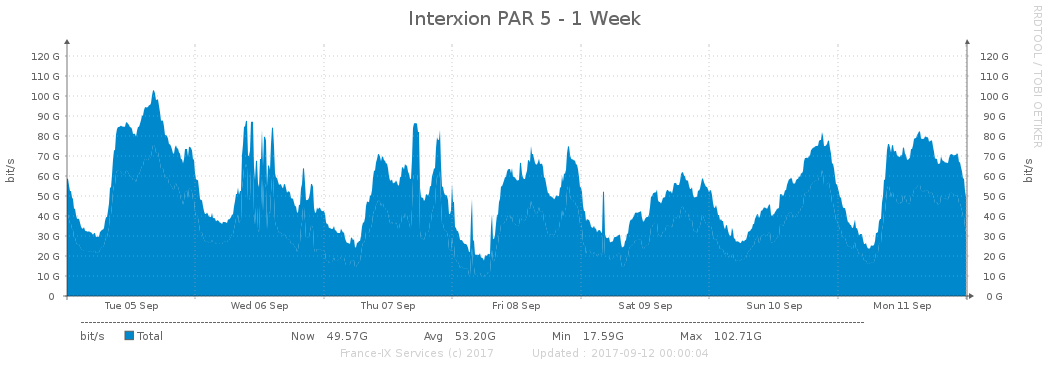 Interxion PAR 5 - 1 Week
RRDTOOL / TOBI OETIKER
bit/s
120 G
110 G
100 G
90 G
80 G
70 G
60 G
50 G
40 G
30 G
20 G
10 G
0
120 G
110 G
100 G
90 G
80 G
70 G
60 G
50 G
40 G
30 G
20 G
10 G
0 G
bit/s
Tue 05 Sep Wed 06 Sep Thu 07 Sep Fri 08 Sep Sat 09 Sep Sun 10 Sep Mon 11 Sep
bit/s Total Now 49.57G Avg 53.20G Min 17.59G Max 102.71G
France-IX Services (c) 2017 Updated : 2017-09-12 00:00:04